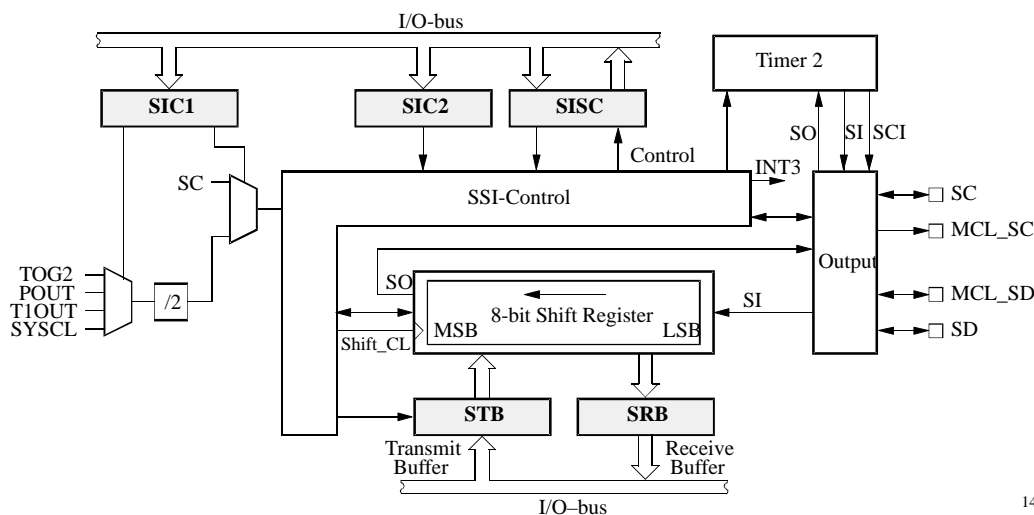 I/O-bus
Timer 2
SIC1
SIC2
SISC
SO
SI
SCI
Control
INT3
SC
SSI-Control
SC
MCL_SC
Output
TOG2
POUT
T1OUT
SYSCL
/2
SO
8-bit Shift Register
MSB
LSB
SI
MCL_SD
SD
Shift_CL
STB
SRB
Transmit
Buffer
Receive
Buffer
I/O–bus
14